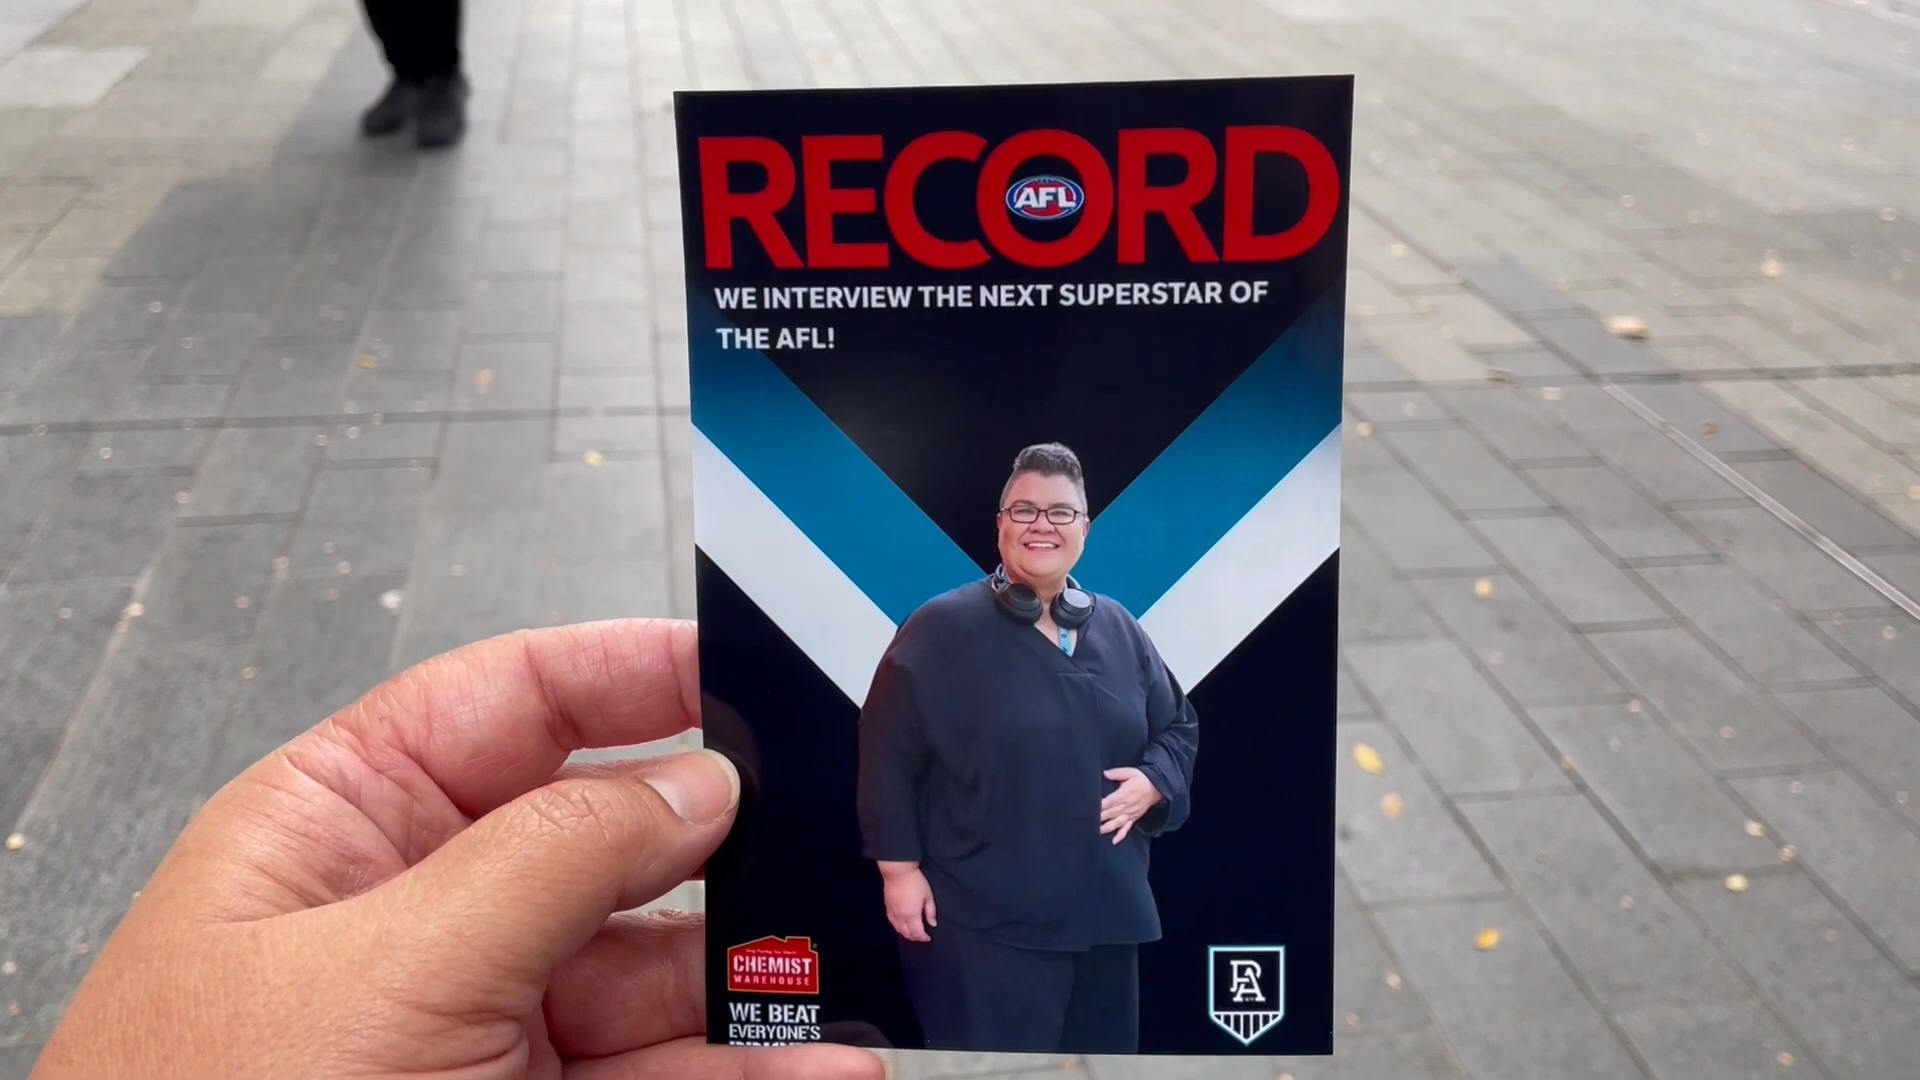 RECORD
AFL
WE INTERVIEW THE NEXT SUPERSTAR OF
THE AFL!
CHEMIST
WAREHOUSE
WE BEAT
EVERYONE'S
PA